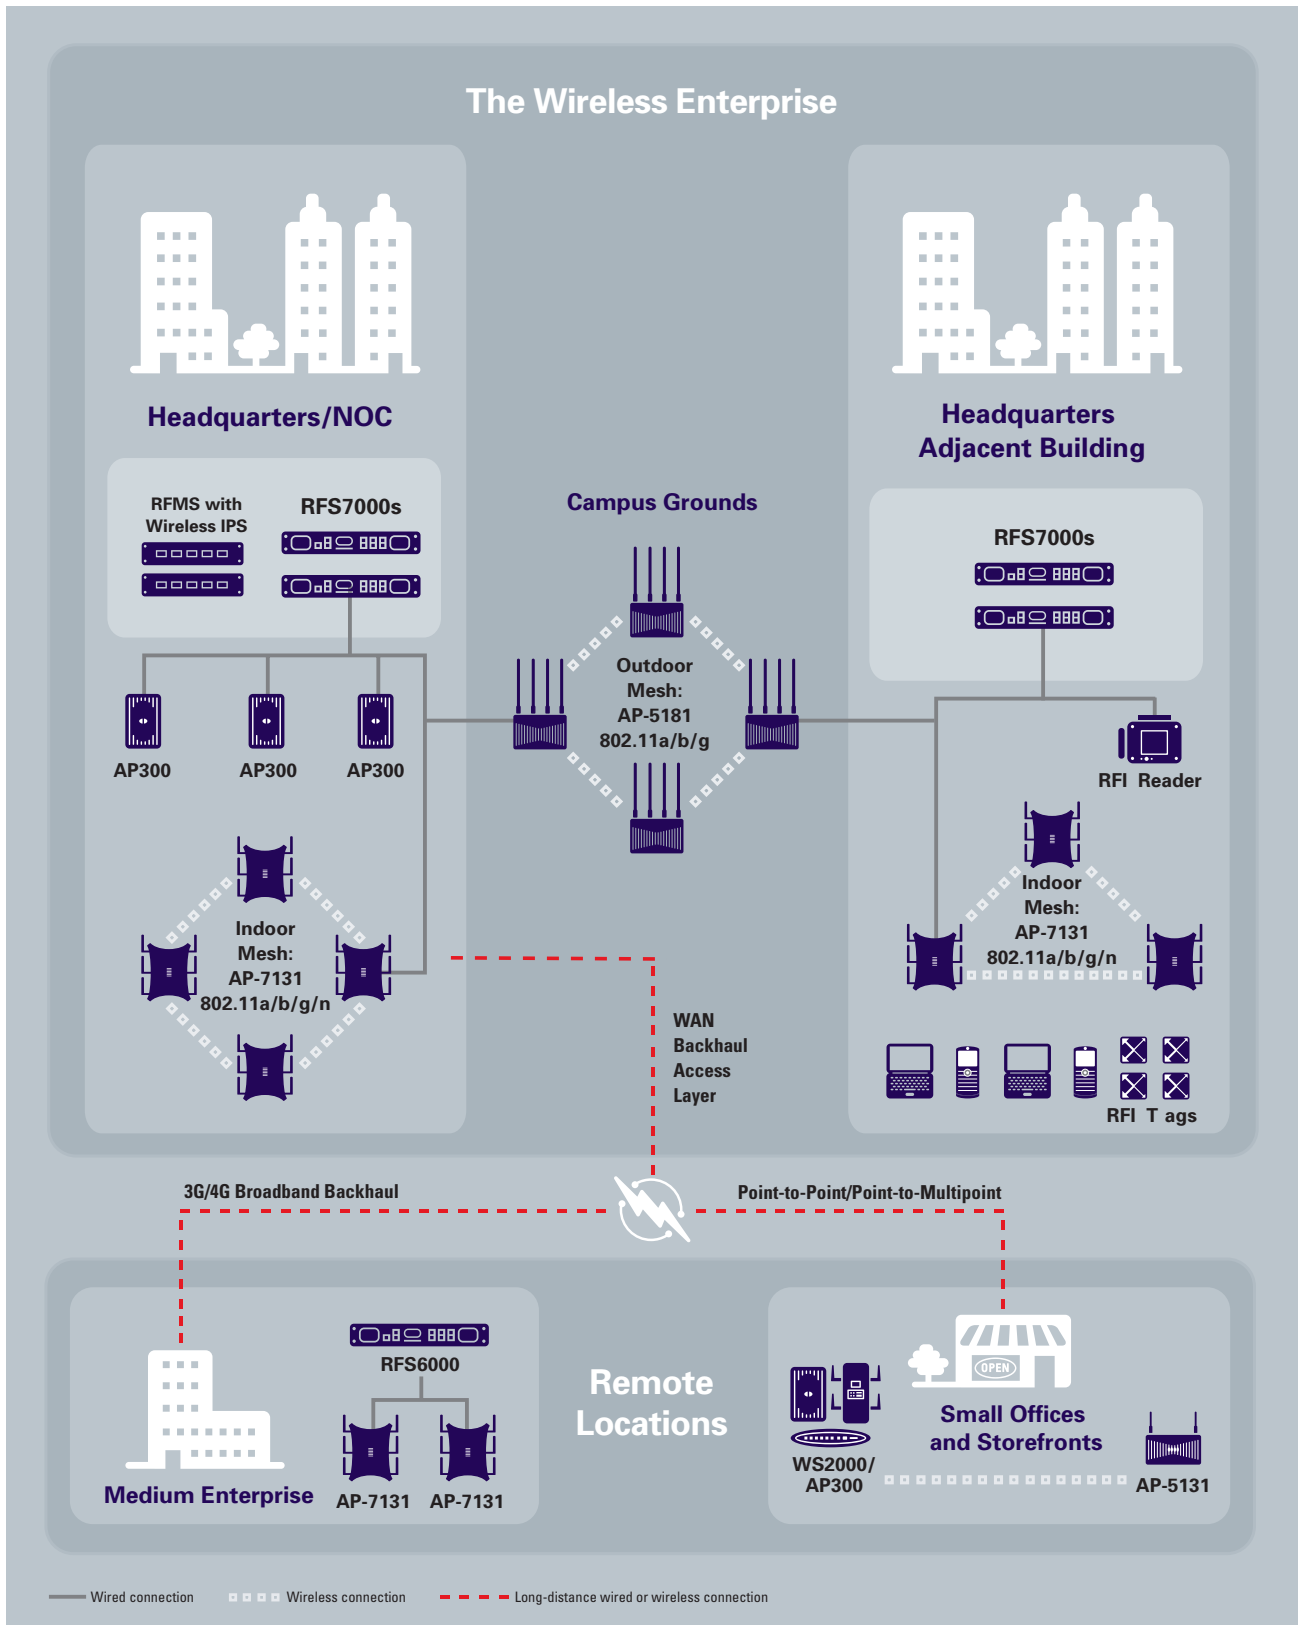 The Wireless Enterprise
Headquarters/NOC
RFMS with
Wireless IPS
RFS7000s
AP300
AP300
AP300
Indoor
Mesh:
AP-7131
802.11a/b/g/n
Campus Grounds
Outdoor
Mesh:
AP-5181
802.11a/b/g
Headquarters
Adjacent Building
RFS7000s
RFI Reader
Indoor
Mesh:
AP-7131
802.11a/b/g/n
RFI T ags
WAN
Backhaul
Access
Layer
3G/4G Broadband Backhaul
Point-to-Point/Point-to-Multipoint
RFS6000
Medium Enterprise
AP-7131
AP-7131
Remote
Locations
OPEN
Small Offices
and Storefronts
WS2000/
AP300
AP-5131
Wired connection
Wireless connection
Long-distance wired or wireless connection